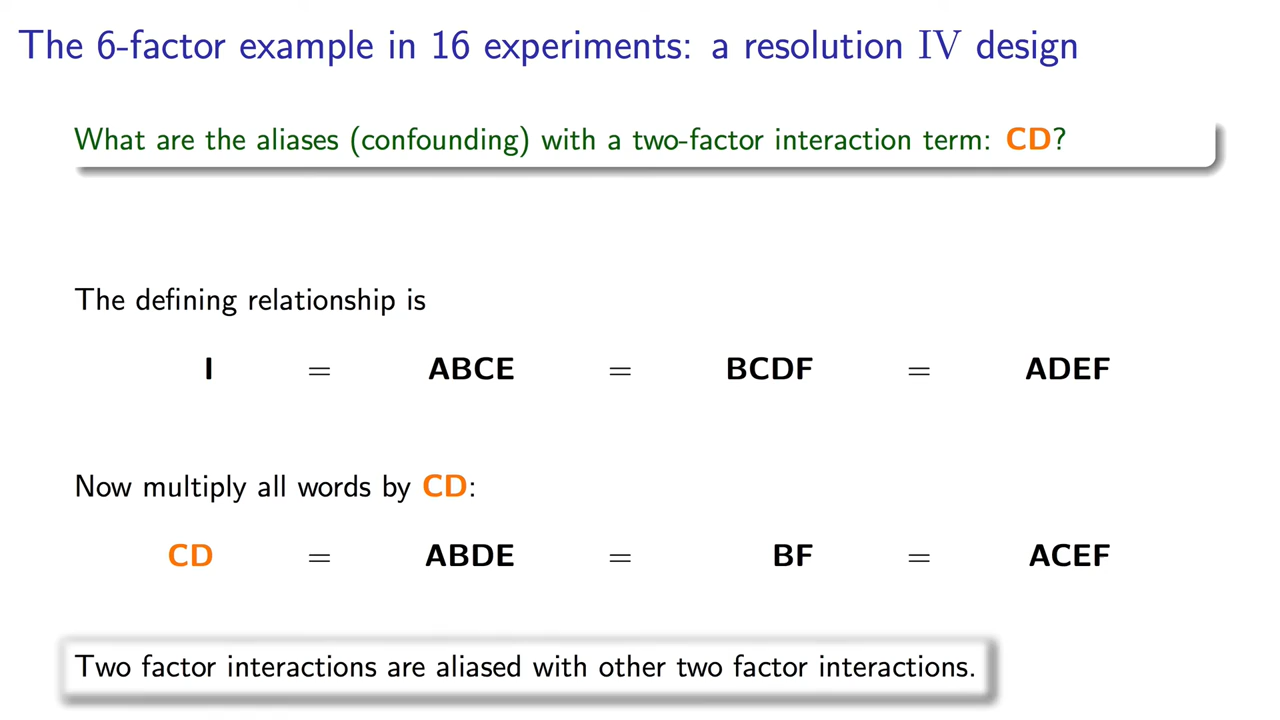 The 6-factor example in 16 experiments: a resolution IV design
What are the aliases (confounding) with a two-factor interaction term: CD?
The defining relationship is
I = ABCE = BCDF = ADEF
Now multiply all words by CD:
CD = ABDE = BF = ACEF
Two factor interactions are aliased with other two factor interactions.